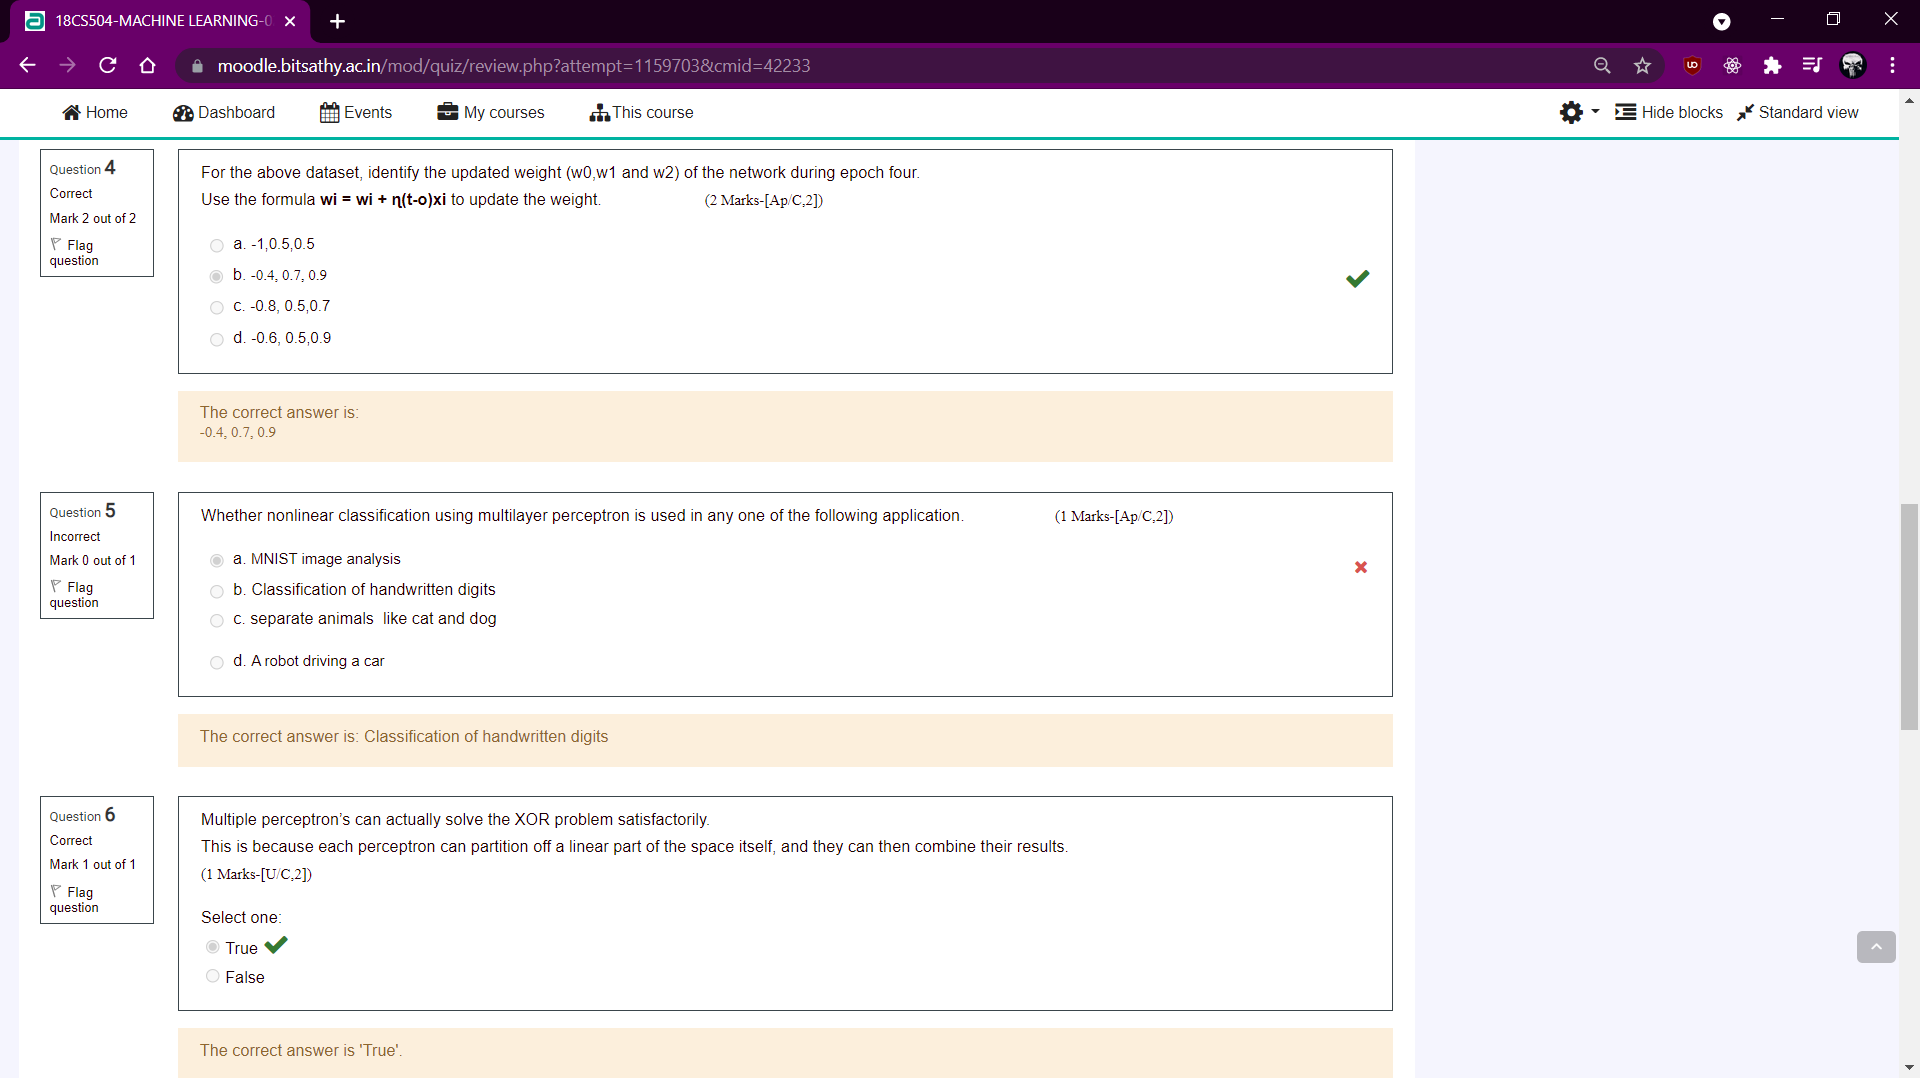 18CS504-MACHINE LEARNING-0
moodle.bitsathy.ac.in/mod/quiz/review.php?attempt=1159703&cmid=42233
Home Dashboard Events My courses This course Hide blocks Standard view
Question 4
Correct
Mark 2 out of 2
Flag
question
For the above dataset, identify the updated weight (w0,w1 and w2) of the network during epoch four.
Use the formula wi = wi + η(t-o)xi to update the weight. (2 Marks-[Ap/C,2])
a. -1,0.5,0.5
b. -0.4, 0.7, 0.9
c. -0.8, 0.5,0.7
d. -0.6, 0.5,0.9
The correct answer is:
-0.4, 0.7, 0.9
Question 5
Incorrect
Mark 0 out of 1
Flag
question
Whether nonlinear classification using multilayer perceptron is used in any one of the following application. (1 Marks-[Ap/C,2])
a. MNIST image analysis
b. Classification of handwritten digits
c. separate animals  like cat and dog
d. A robot driving a car
The correct answer is: Classification of handwritten digits
Question 6
Correct
Mark 1 out of 1
Flag
question
Multiple perceptron’s can actually solve the XOR problem satisfactorily.
This is because each perceptron can partition off a linear part of the space itself, and they can then combine their results.
(1 Marks-[U/C,2])
Select one:
True
False
The correct answer is 'True'.